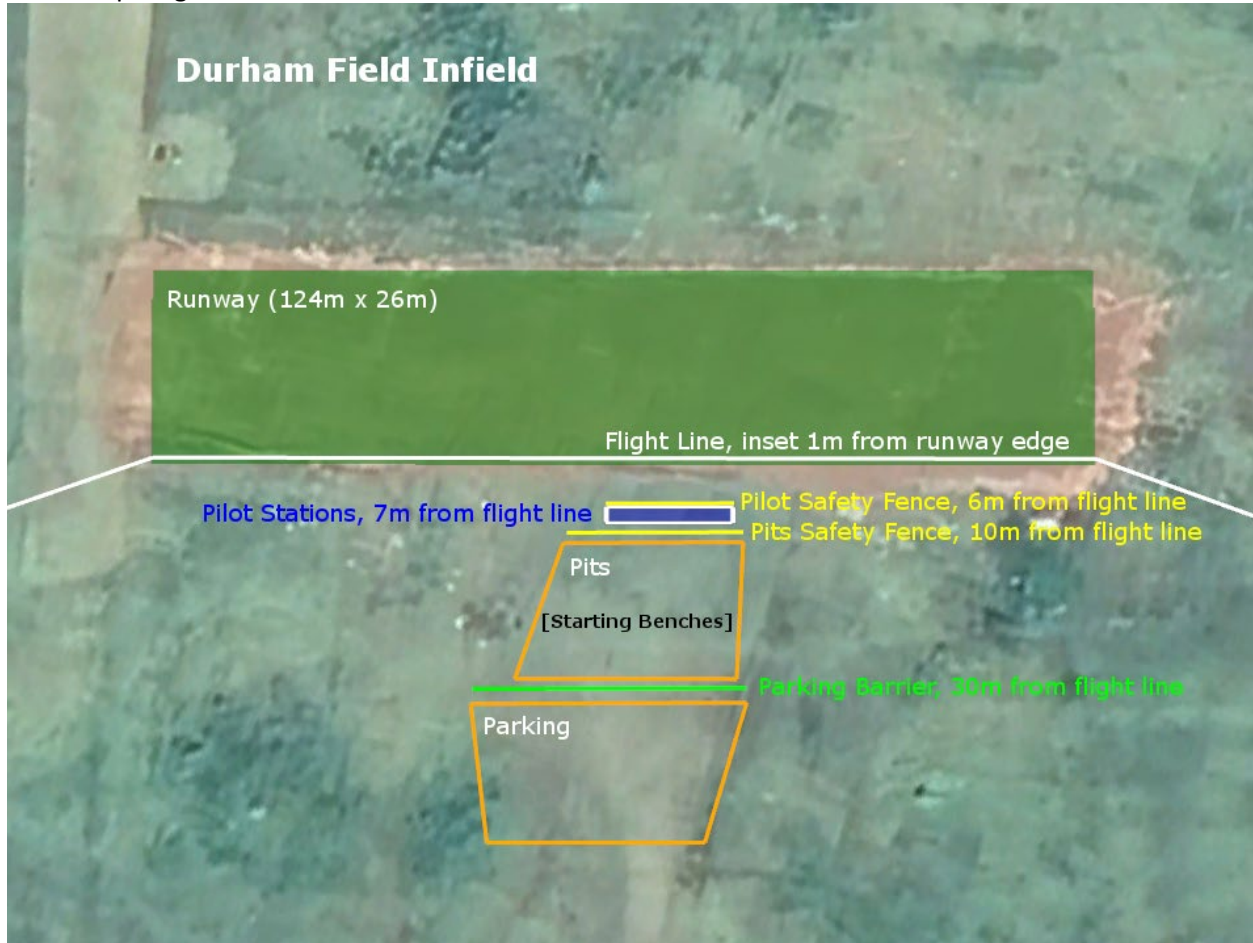 Durham Field Infield
Runway (124m x 26m)
Flight Line, inset 1m from runway edge
Pilot Safety Fence, 6m from flight line
Pilot Stations, 7m from flight line
Pits Safety Fence, 10m from flight line
Pits
[Starting Benches]
Parking Barrier, 30m from flight line
Parking